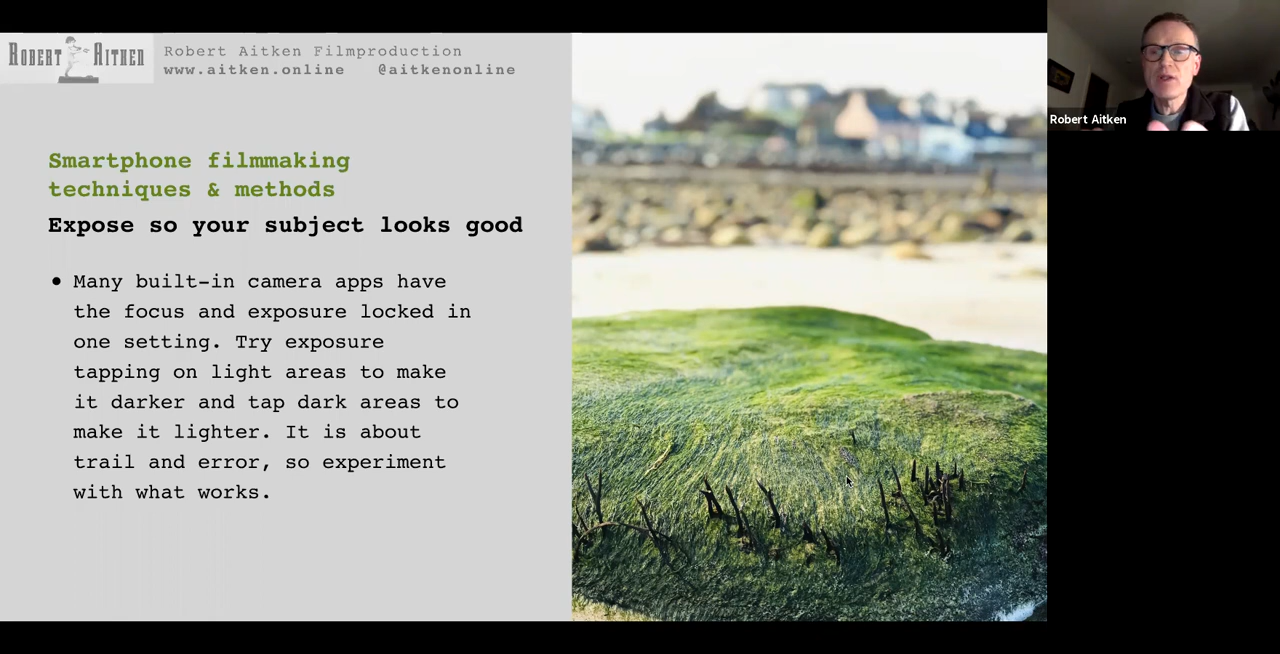 ROBERT AITKEN
Robert Aitken Filmproduction
www.aitken.online @aitkenonline
Smartphone filmmaking
techniques & methods
Expose so your subject looks good
• Many built-in camera apps have
the focus and exposure locked in
one setting. Try exposure
tapping on light areas to make
it darker and tap dark areas to
make it lighter. It is about
trail and error, so experiment
with what works.
Robert Aitken